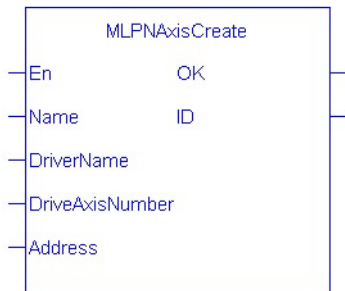 MLPNAxisCreate
En OK
Name ID
DriverName
DriveAxisNumber
Address